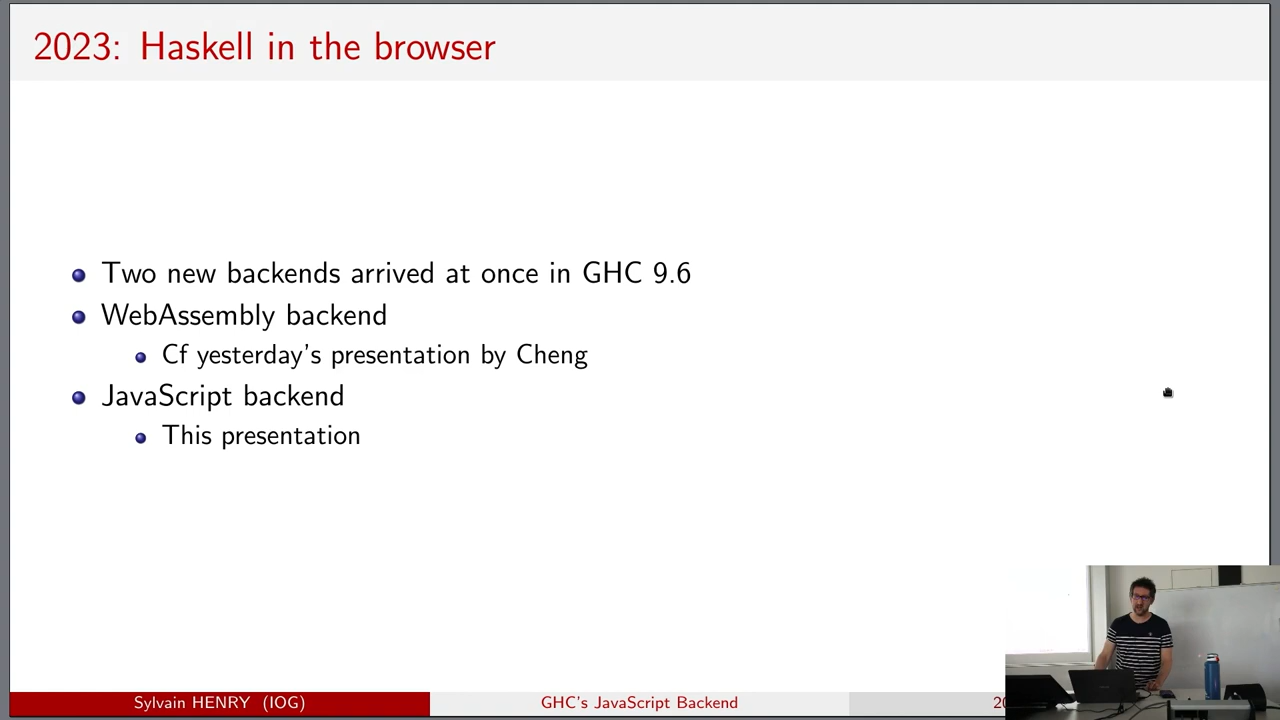 2023: Haskell in the browser
Two new backends arrived at once in GHC 9.6
WebAssembly backend
Cf yesterday's presentation by Cheng
JavaScript backend
This presentation
Sylvain HENRY (IOG)
GHC's JavaScript Backend